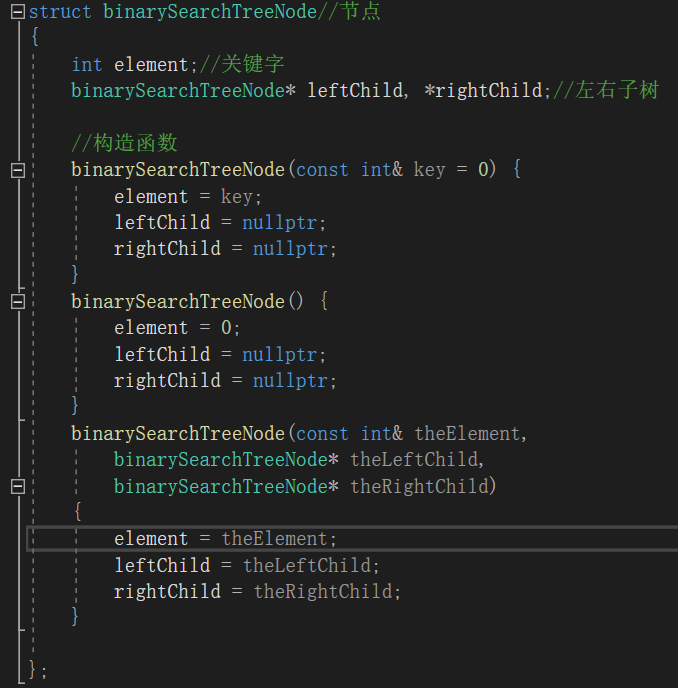 struct binarySearchTreeNode//节点
{
    int element;//关键字
    binarySearchTreeNode* leftChild, *rightChild;//左右子树
    //构造函数
    binarySearchTreeNode(const int& key = 0) {
        element = key;
        leftChild = nullptr;
        rightChild = nullptr;
    }
    binarySearchTreeNode() {
        element = 0;
        leftChild = nullptr;
        rightChild = nullptr;
    }
    binarySearchTreeNode(const int& theElement,
        binarySearchTreeNode* theLeftChild,
        binarySearchTreeNode* theRightChild)
    {
        element = theElement;
        leftChild = theLeftChild;
        rightChild = theRightChild;
    }
};